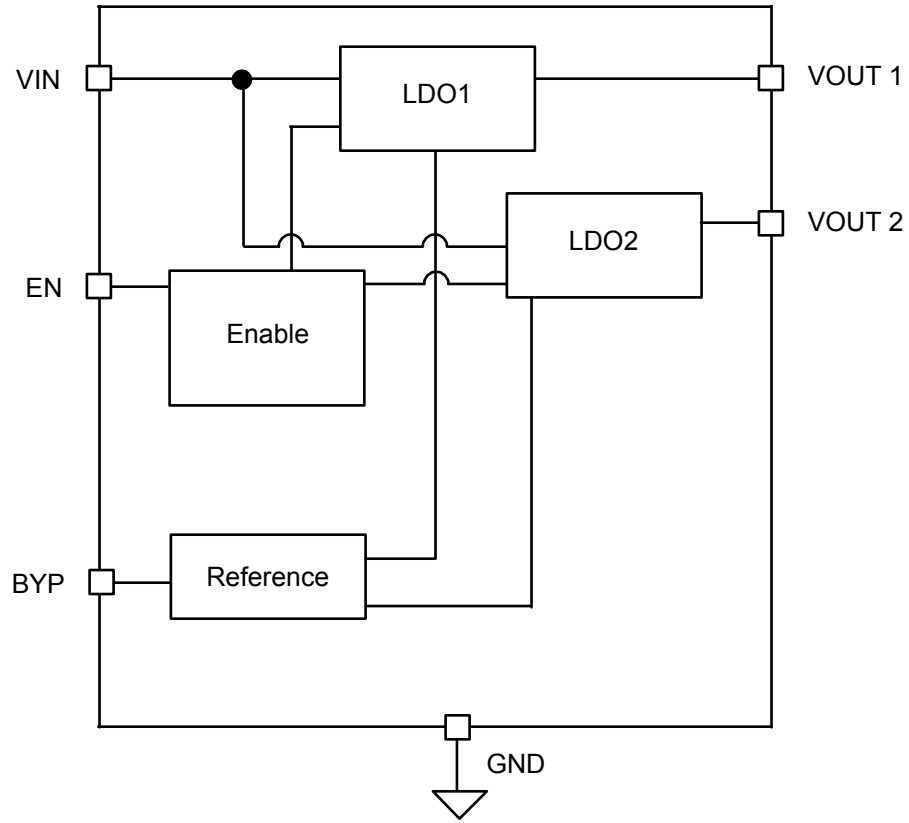 VIN
LDO1
VOUT 1
LDO2
VOUT 2
EN
Enable
BYP
Reference
GND